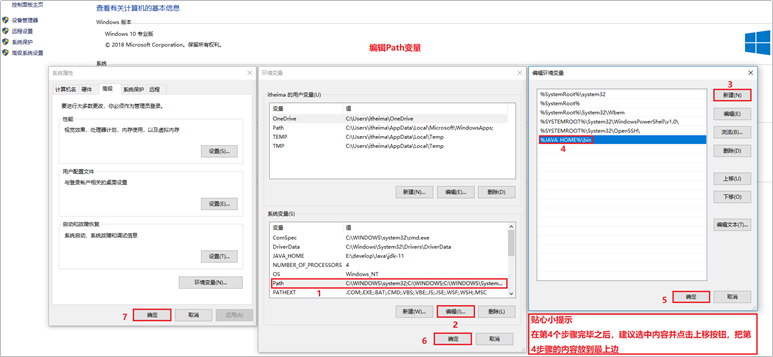 控制面板主页
查看有关计算机的基本信息
设备管理器
远程设置
系统保护
高级系统设置
Windows 版本
Windows 10 专业版
© 2018 Microsoft Corporation。保留所有权利。
系统
编辑Path变量
系统属性
计算机名 硬件 高级 系统保护 远程
要进行大多数更改，你必须作为管理员登录。
性能
视觉效果，处理器计划，内存使用，以及虚拟内存
设置(S)...
用户配置文件
与登录帐户相关的桌面设置
设置(E)...
启动和故障恢复
系统启动、系统故障和调试信息
设置(T)...
环境变量(N)...
7 确定 取消 应用(A)
环境变量
itheima 的用户变量(U)
变量 值
OneDrive C:\Users\itheima\OneDrive
Path C:\Users\itheima\AppData\Local\Microsoft\WindowsApps;
TEMP C:\Users\itheima\AppData\Local\Temp
TMP C:\Users\itheima\AppData\Local\Temp
新建(N)... 编辑(E)... 删除(D)
系统变量(S)
变量 值
ComSpec C:\WINDOWS\system32\cmd.exe
DriverData C:\Windows\System32\Drivers\DriverData
JAVA_HOME E:\develop\Java\jdk-11
NUMBER_OF_PROCESSORS 4
OS Windows_NT
Path C:\WINDOWS\system32;C:\WINDOWS;C:\WINDOWS\System...
PATHEXT .COM;.EXE;.BAT;.CMD;.VBS;.VBE;.JS;.JSE;.WSF;.WSH;.MSC
1
新建(W)... 编辑(I)... 删除(L)
2
6 确定 取消
编辑环境变量
3
%SystemRoot%\system32
%SystemRoot%
%SystemRoot%\System32\Wbem
%SYSTEMROOT%\System32\WindowsPowerShell\v1.0\
%SYSTEMROOT%\System32\OpenSSH\
%JAVA_HOME%\bin
4
新建(N)
编辑(E)
浏览(B)...
删除(D)
上移(U)
下移(O)
编辑文本(T)...
5 确定 取消
贴心小提示
在第4个步骤完毕之后，建议选中内容并点击上移按钮，把第
4步骤的内容放到最上边